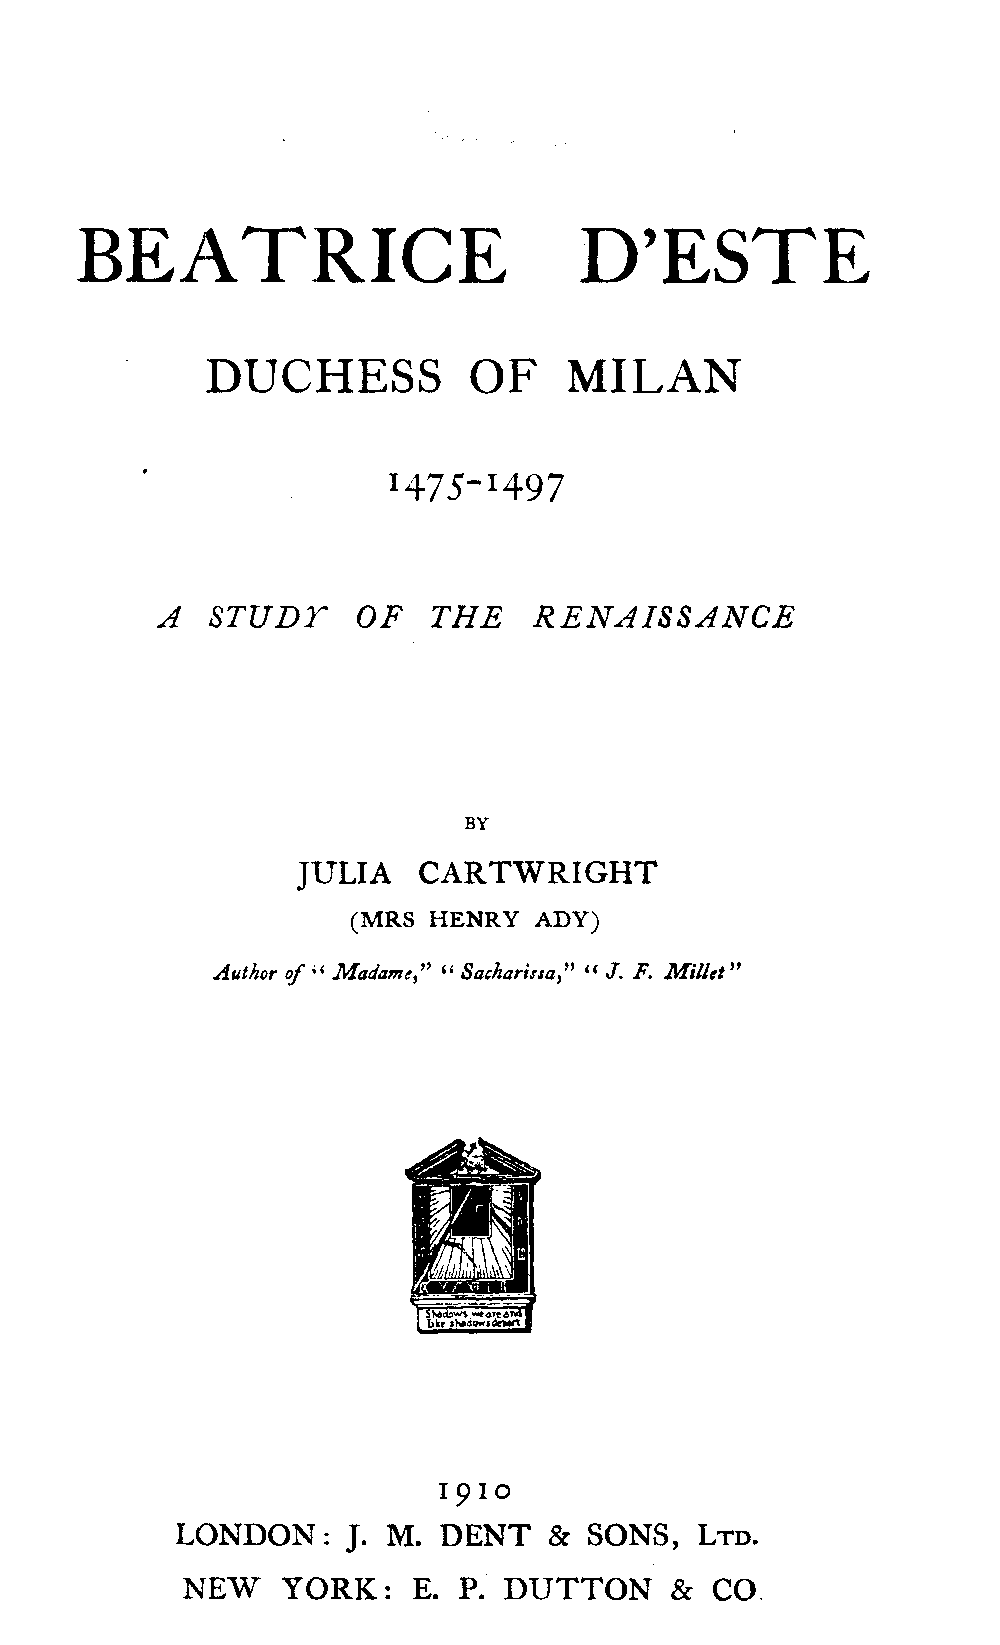 BEATRICE D'ESTE
DUCHESS OF MILAN
1475-1497
A STUDY OF THE RENAISSANCE
BY
JULIA CARTWRIGHT
(MRS HENRY ADY)
Author of "Madame," "Sacharissa," "J. F. Millet"
Shadows we are and
like shadows depart
1910
LONDON: J. M. DENT & SONS, LTD.
NEW YORK: E. P. DUTTON & CO.